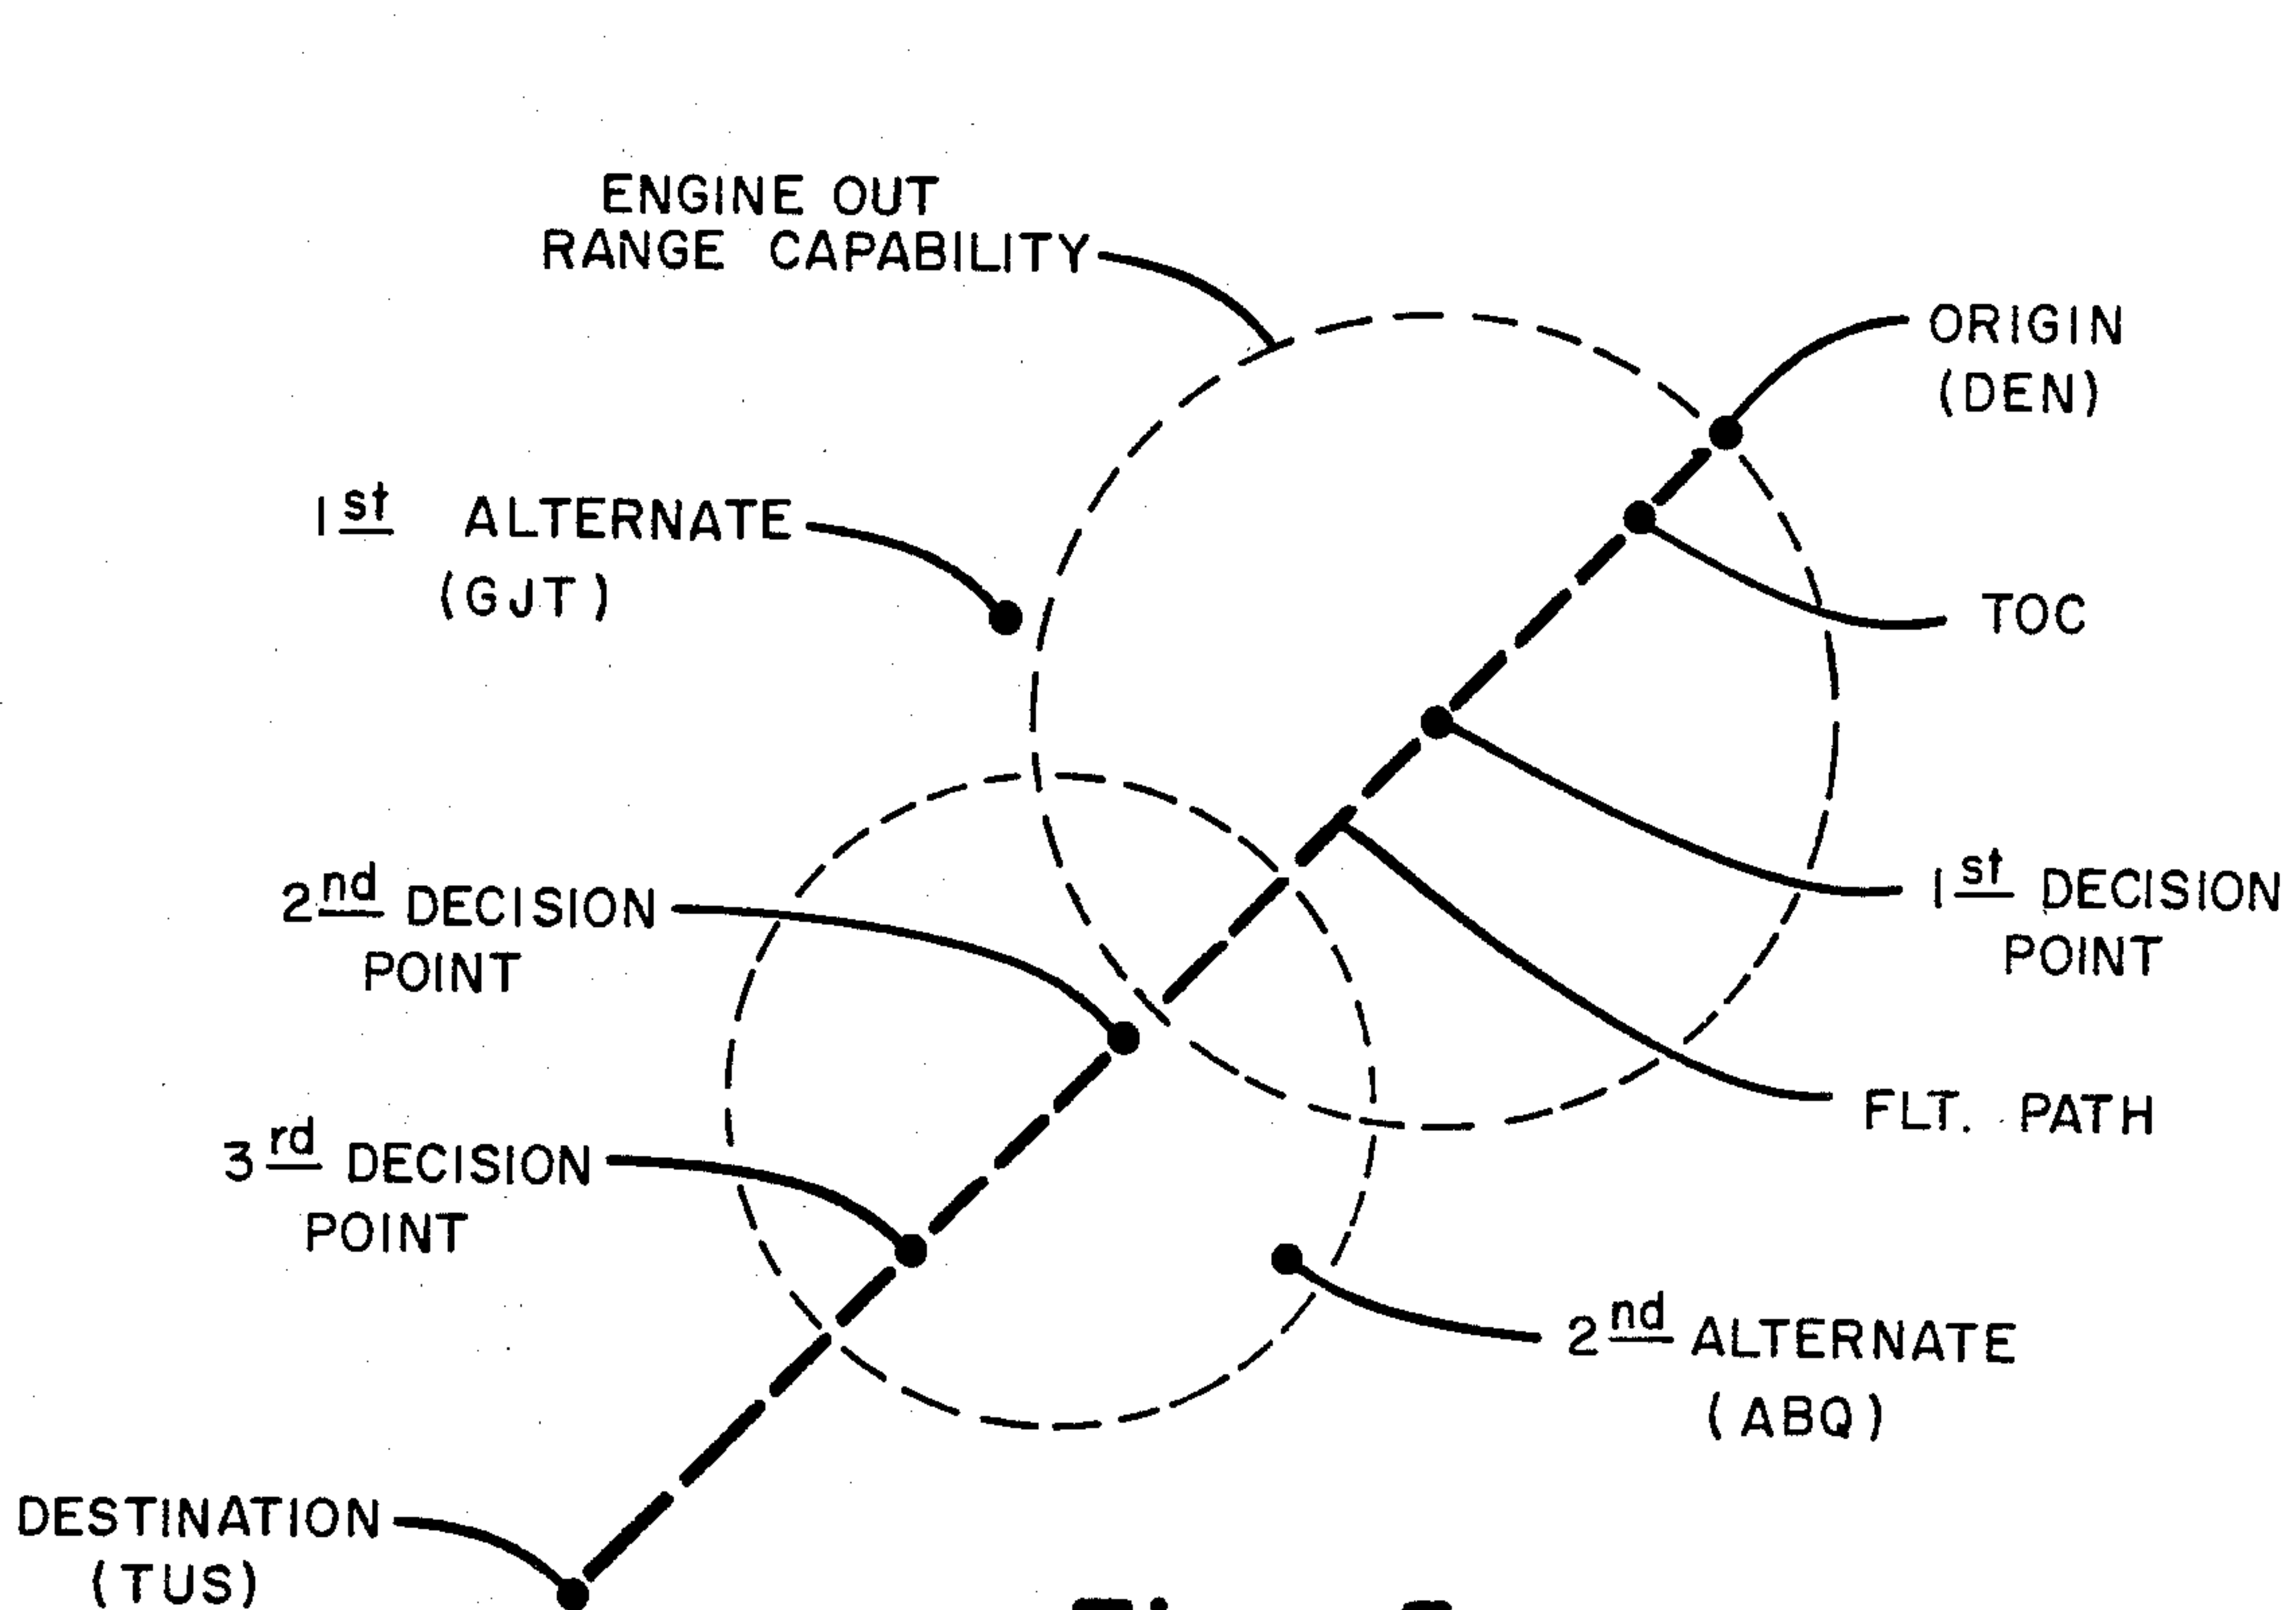 ENGINE OUT
RANGE CAPABILITY
ORIGIN
(DEN)
1st ALTERNATE
(GJT)
TOC
2nd DECISION
POINT
1st DECISION
POINT
FLT. PATH
3rd DECISION
POINT
2nd ALTERNATE
(ABQ)
DESTINATION
(TUS)